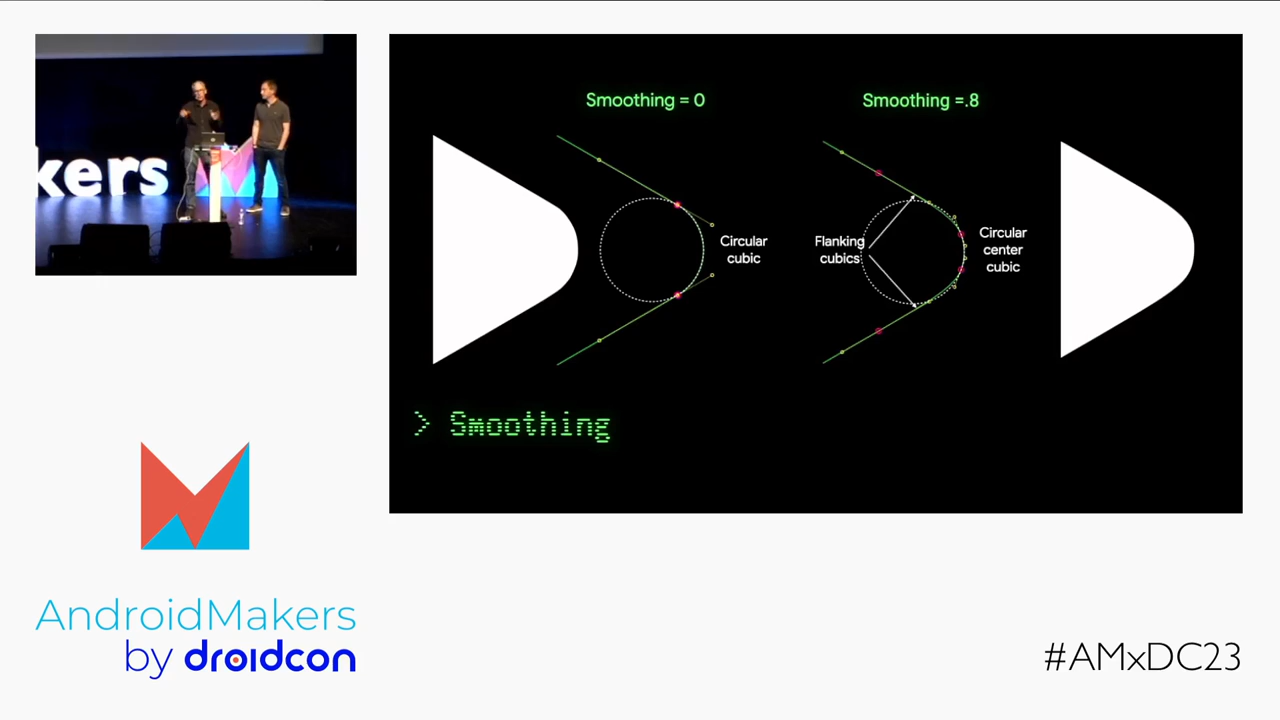 kers
Smoothing = 0
Smoothing =.8
Circular
cubic
Flanking
cubics
Circular
center
cubic
> Smoothing
AndroidMakers
by droidcon
#AMxDC23